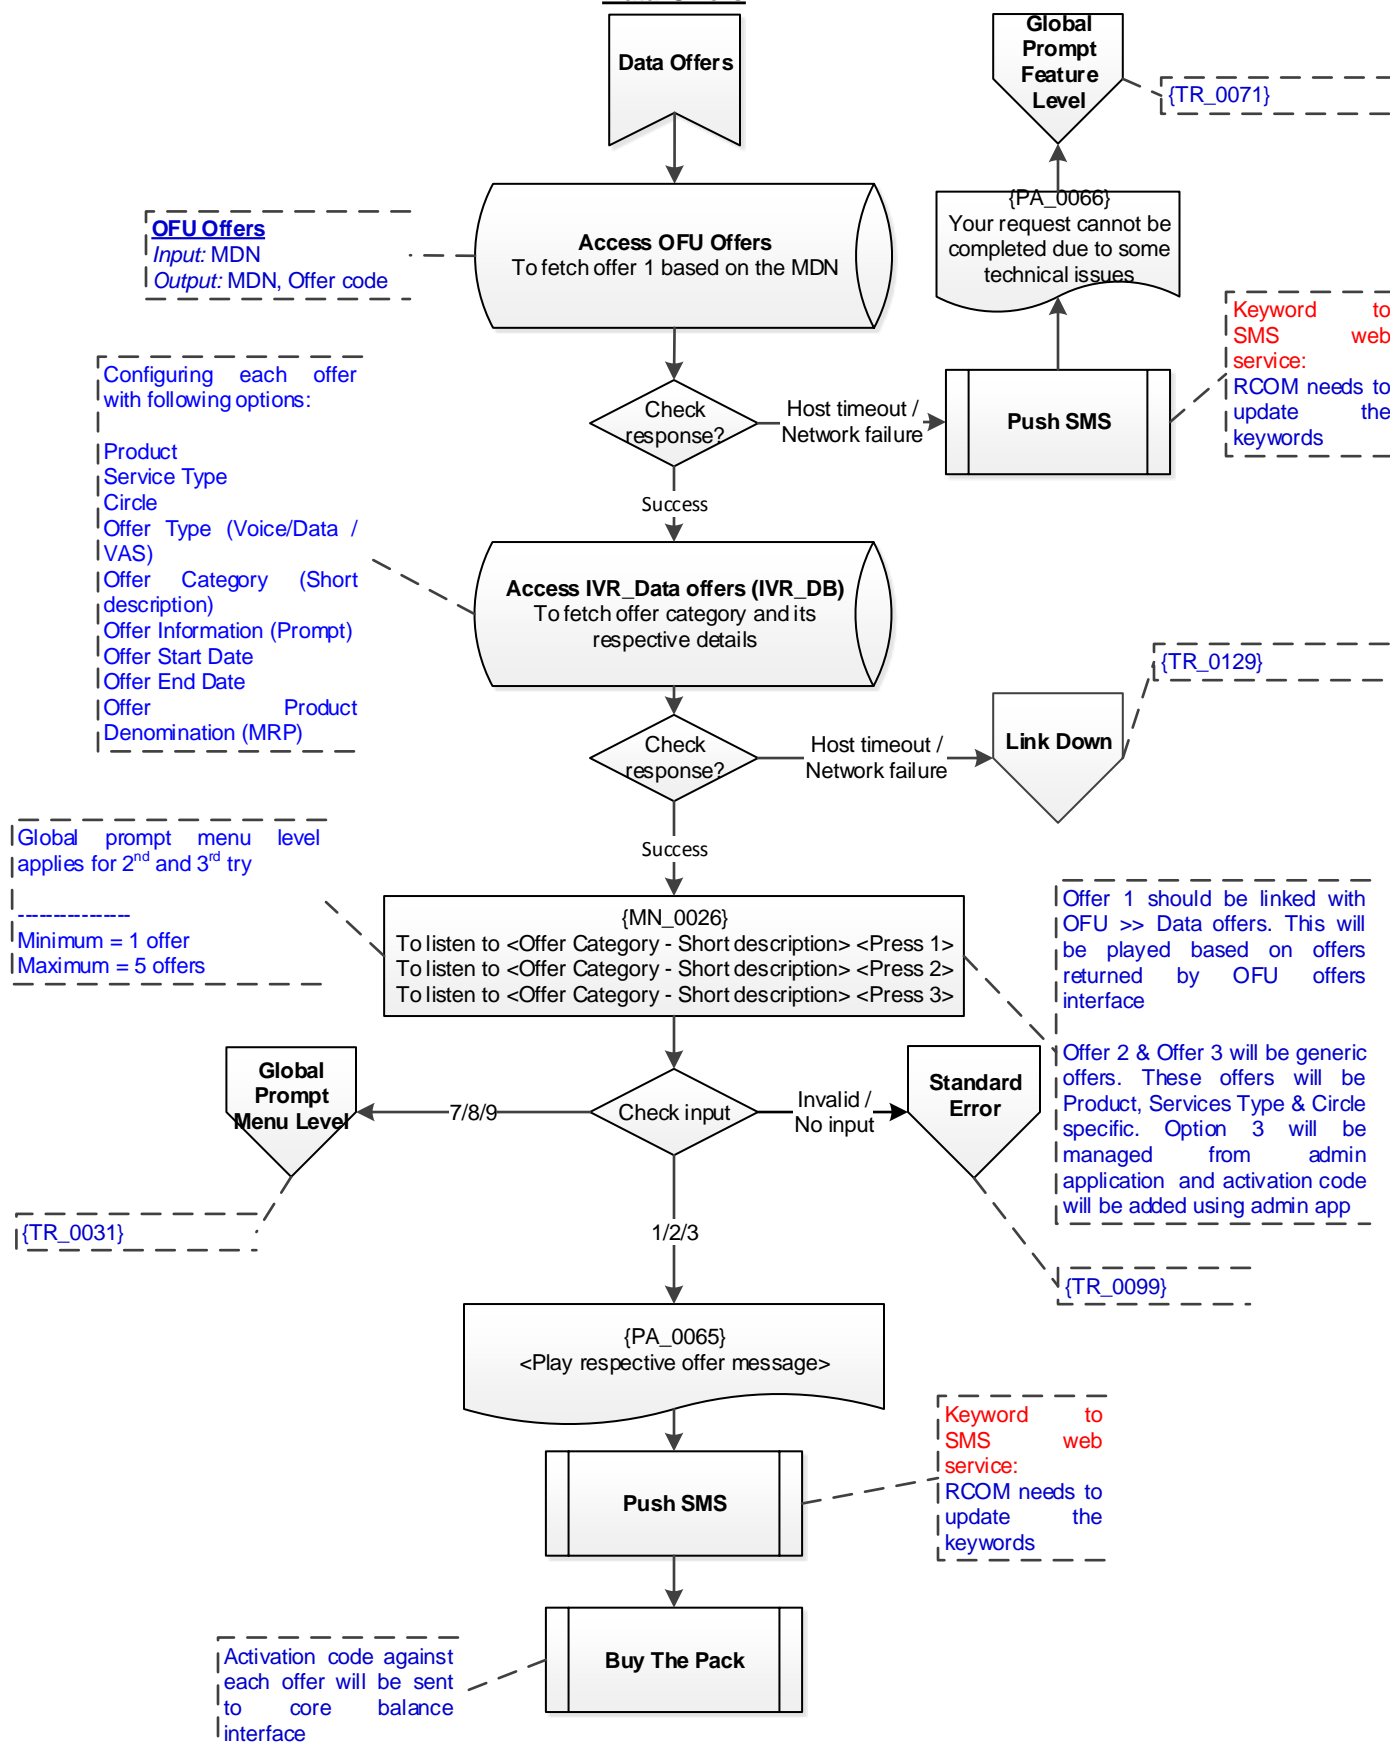 Data Offers
Global
Prompt
Feature
Level
{TR_0071}
{PA_0066}
Your request cannot be
completed due to some
technical issues
OFU Offers
Input: MDN
Output: MDN, Offer code
Access OFU Offers
To fetch offer 1 based on the MDN
Keyword to
SMS web
service:
RCOM needs to
update the
keywords
Configuring each offer
with following options:
Product
Service Type
Circle
Offer Type (Voice/Data /
VAS)
Offer Category (Short
description)
Offer Information (Prompt)
Offer Start Date
Offer End Date
Offer Product
Denomination (MRP)
Check
response?
Host timeout /
Network failure
Push SMS
Success
Access IVR_Data offers (IVR_DB)
To fetch offer category and its
respective details
{TR_0129}
Check
response?
Host timeout /
Network failure
Link Down
Success
Global prompt menu level
applies for 2nd and 3rd try
----------------
Minimum = 1 offer
Maximum = 5 offers
{MN_0026}
To listen to <Offer Category - Short description> <Press 1>
To listen to <Offer Category - Short description> <Press 2>
To listen to <Offer Category - Short description> <Press 3>
Offer 1 should be linked with
OFU >> Data offers. This will
be played based on offers
returned by OFU offers
interface
Offer 2 & Offer 3 will be generic
offers. These offers will be
Product, Services Type & Circle
specific. Option 3 will be
managed from admin
application and activation code
will be added using admin app
Global
Prompt
Menu Level
7/8/9
Check input
Invalid /
No input
Standard
Error
{TR_0031}
1/2/3
{TR_0099}
{PA_0065}
<Play respective offer message>
Keyword to
SMS web
service:
RCOM needs to
update the
keywords
Push SMS
Buy The Pack
Activation code against
each offer will be sent
to core balance
interface